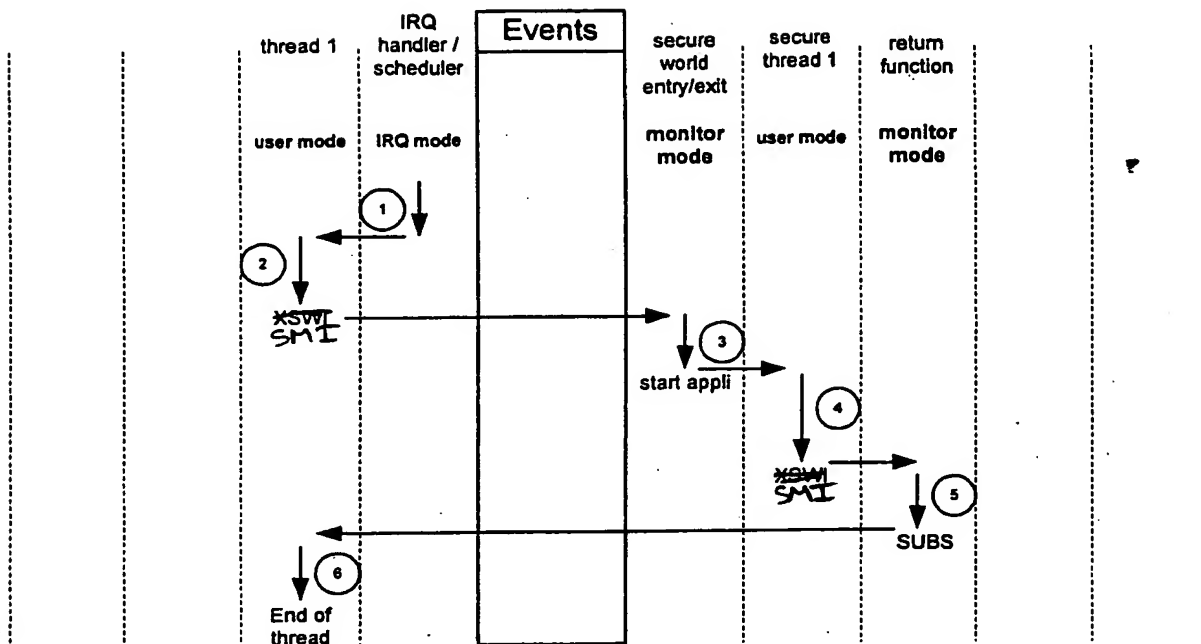 thread 1
IRQ
handler /
scheduler
Events
secure
world
entry/exit
secure
thread 1
return
function
user mode
IRQ mode
monitor
mode
user mode
monitor
mode
1
2
XSWI
SMI
3
start appli
4
XSWI
SMI
5
SUBS
6
End of
thread